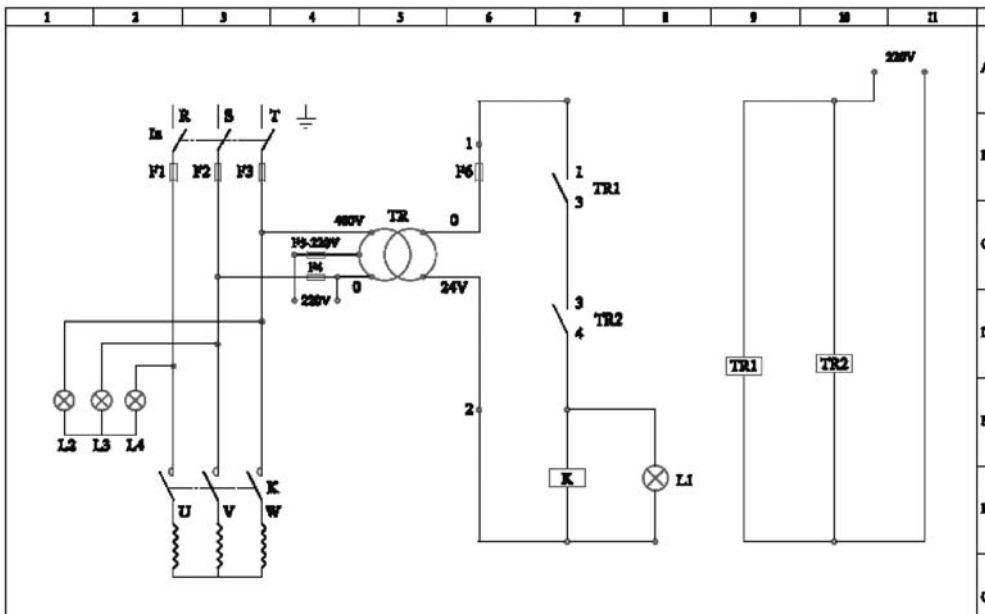 1 2 3 4 5 6 7 8 9 10 11
220V
A
R S T
In
1
F1 F2 F3
F6
1
TR1
3
TR
0
F5-220V
F4
0
24V
220V
3
TR2
4
TR1
TR2
2
L2 L3 L4
K
K
L1
U V W